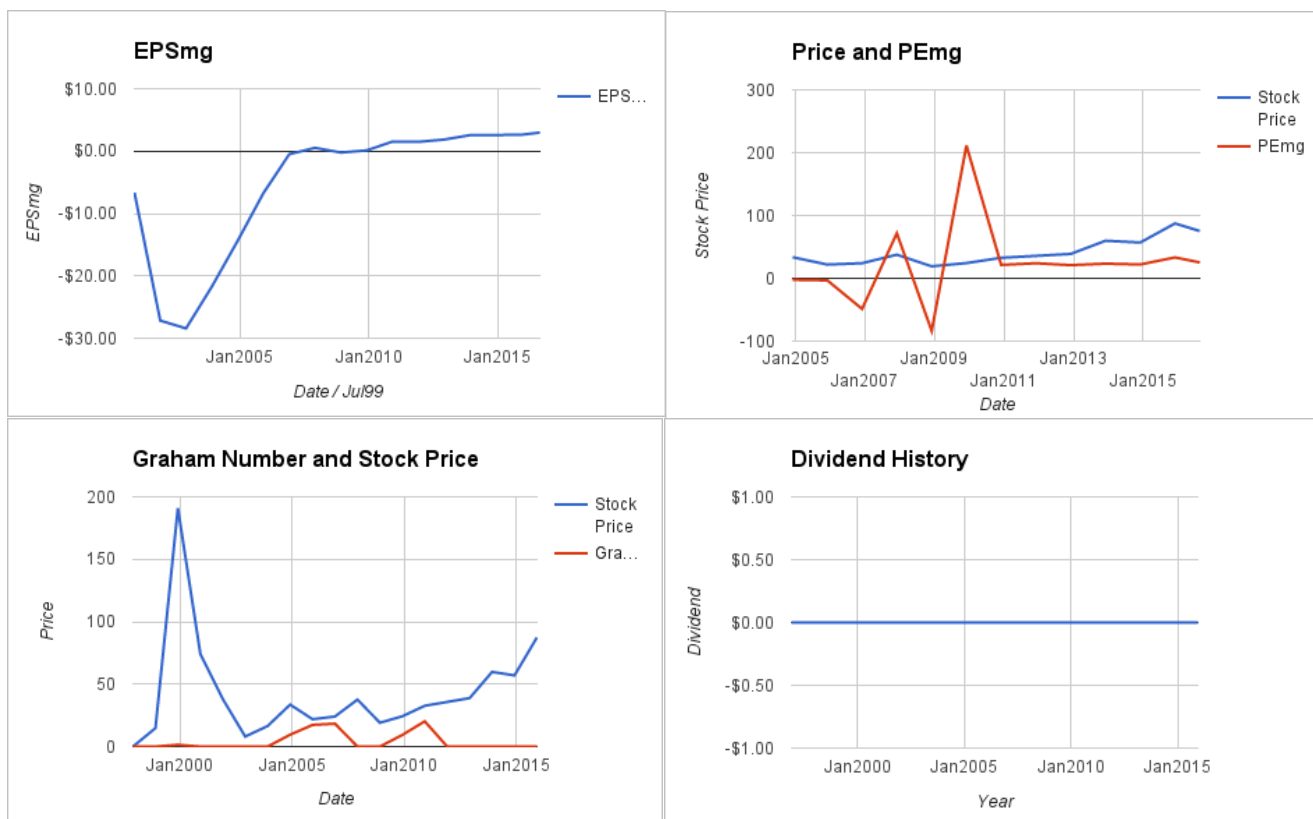 EPSmg
$10.00
$0.00
-$10.00
-$20.00
-$30.00
EPSmg
Jan2005
Jan2010
Jan2015
Date / Jul99
EPS...
Price and PEmg
300
200
100
0
-100
Stock Price
Jan2005
Jan2007
Jan2009
Jan2011
Jan2013
Jan2015
Date
Stock
Price
PEmg
Graham Number and Stock Price
200
150
100
50
0
Price
Jan2000
Jan2005
Jan2010
Jan2015
Date
Stock
Price
Gra...
Dividend History
$1.00
$0.50
$0.00
-$0.50
-$1.00
Dividend
Jan2000
Jan2005
Jan2010
Jan2015
Year